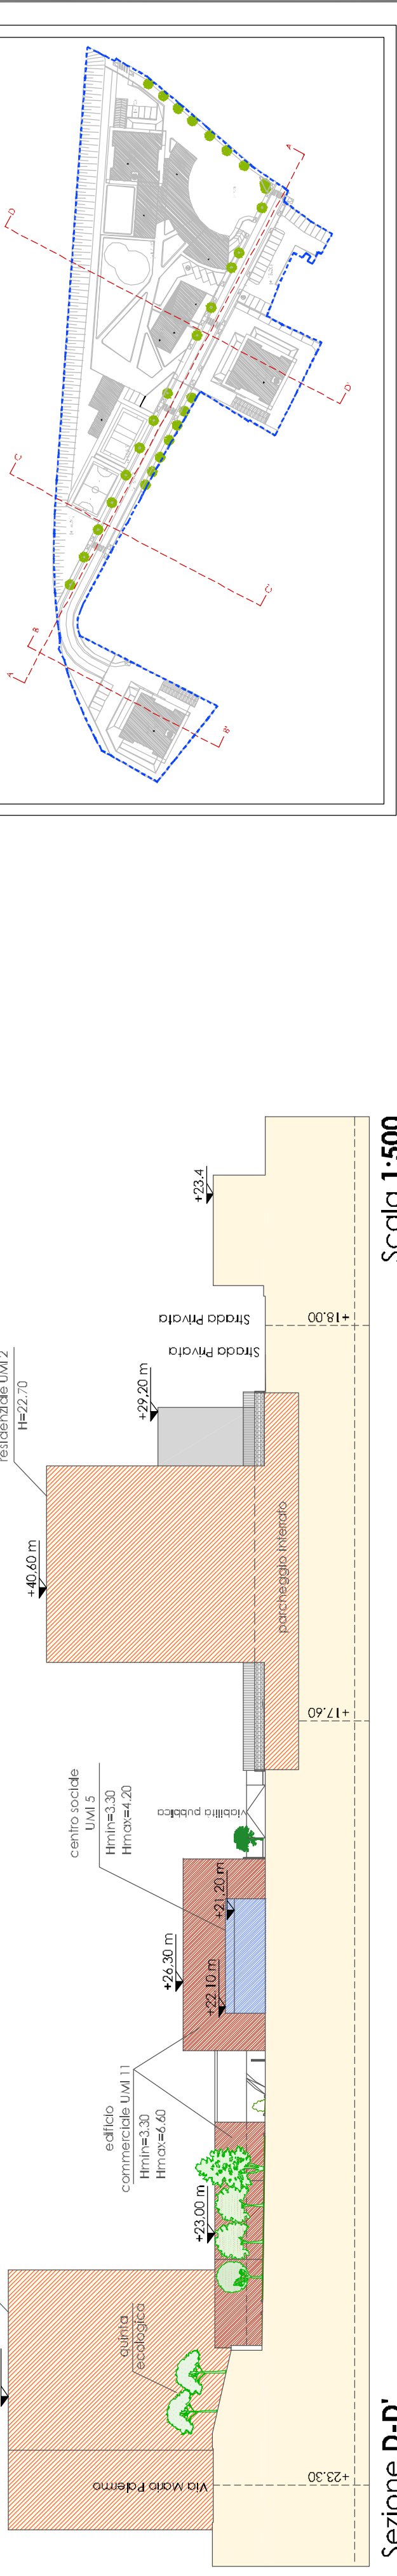 A
A
B
B'
C
C'
D
D'
residenziale UMI 2
H=22.70
+40,60 m
+29,20 m
+23.4
Strada Privata
Strada Privata
+18.00
parcheggio interrato
+17.60
centro sociale
UMI 5
Hmin=3.30
Hmax=4.20
viabilita pubblica
+26,30 m
+21,20 m
+22,10 m
edificio
commerciale UMI 11
Hmin=3.30
Hmax=6.60
+23,00 m
quinta
ecologica
Via Mario Palermo
+23.30
Sezione D-D'
Scala 1:500